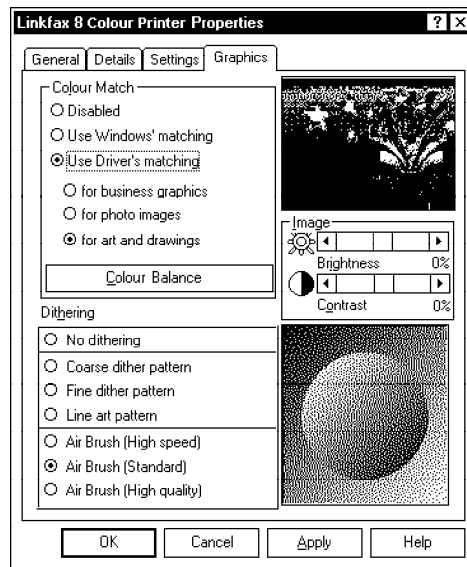 Linkfax 8 Colour Printer Properties
General Details Settings Graphics
Colour Match
Disabled
Use Windows' matching
Use Driver's matching
for business graphics
for photo images
for art and drawings
Colour Balance
Image
Brightness 0%
Contrast 0%
Dithering
No dithering
Coarse dither pattern
Fine dither pattern
Line art pattern
Air Brush (High speed)
Air Brush (Standard)
Air Brush (High quality)
OK Cancel Apply Help